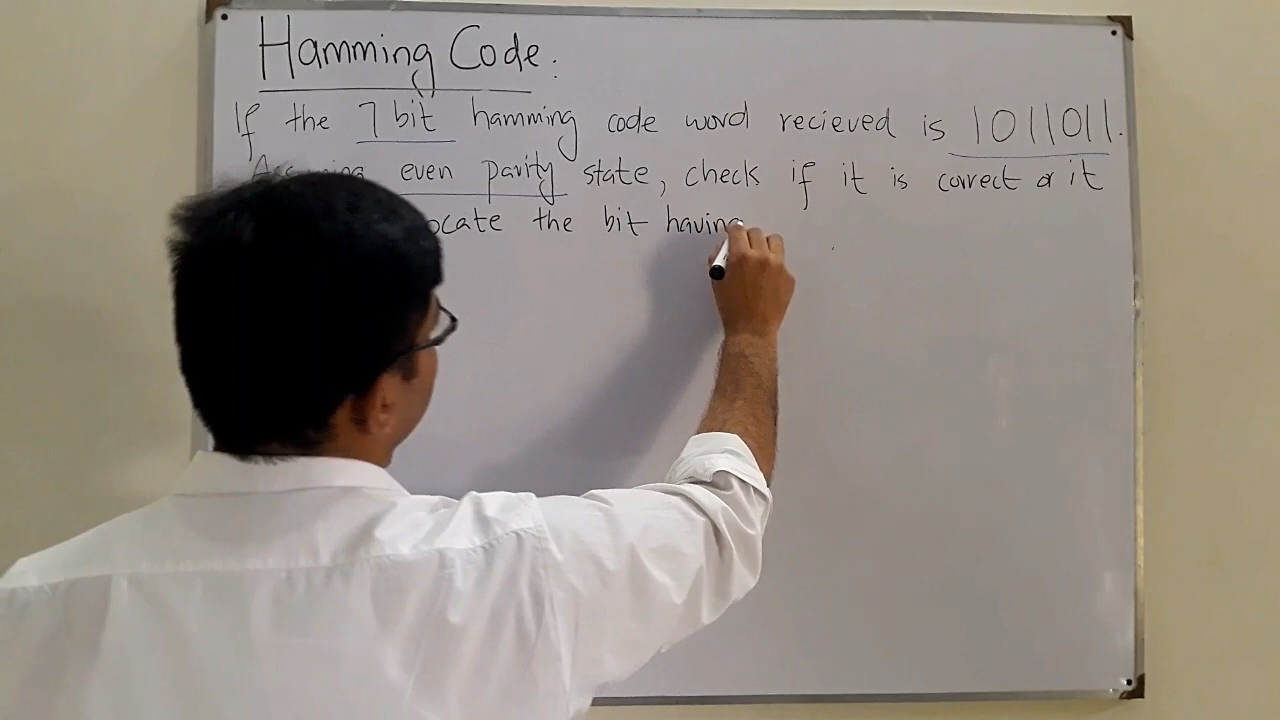 Hamming Code:
If the 7 bit hamming code word recieved is 1011011.
Assuming even parity state, check if it is correct or it
the bit having